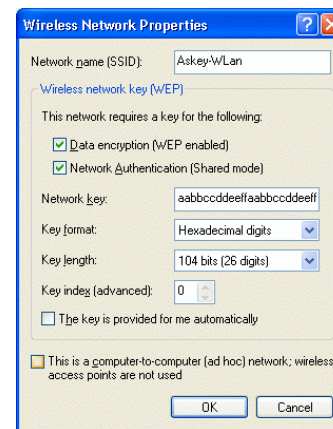 Wireless Network Properties
Network name (SSID): Askey-WLan
Wireless network key (WEP)
This network requires a key for the following:
Data encryption (WEP enabled)
Network Authentication (Shared mode)
Network key: aabbccddeeffaabbccddeeff
Key format: Hexadecimal digits
Key length: 104 bits (26 digits)
Key index (advanced): 0
The key is provided for me automatically
This is a computer-to-computer (ad hoc) network; wireless
access points are not used
OK Cancel